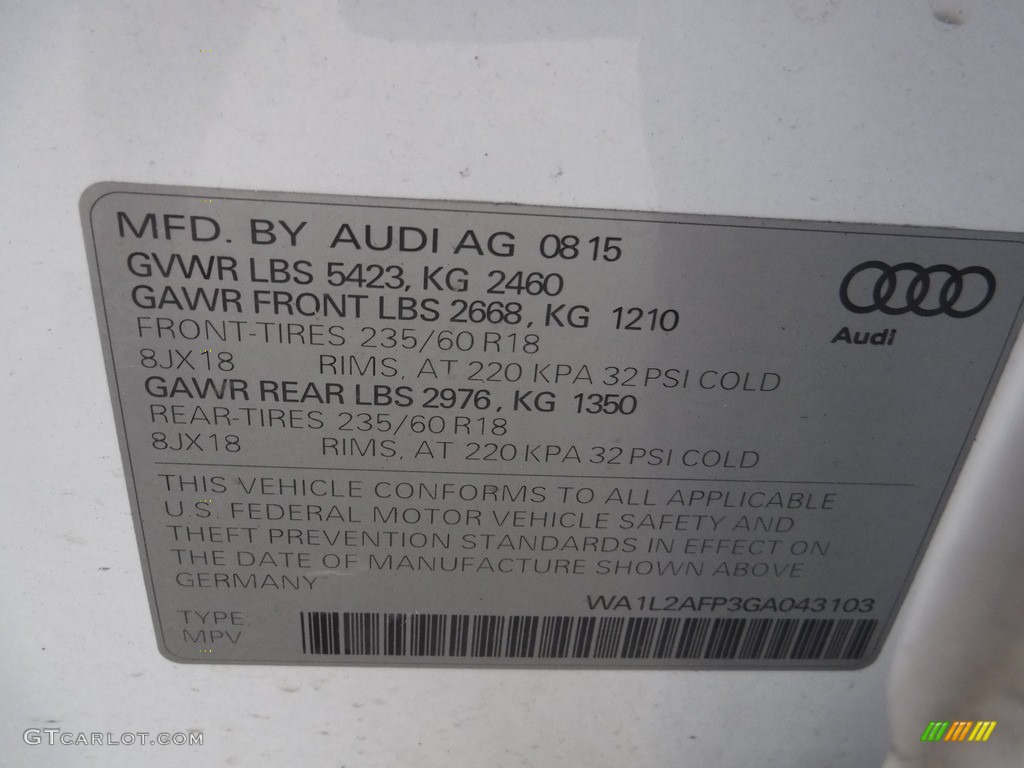 MFD. BY AUDI AG 08 15
GVWR LBS 5423, KG 2460
GAWR FRONT LBS 2668, KG 1210
FRONT-TIRES 235/60 R18
8JX18 RIMS, AT 220 KPA 32 PSI COLD
GAWR REAR LBS 2976, KG 1350
REAR-TIRES 235/60 R18
8JX18 RIMS, AT 220 KPA 32 PSI COLD
Audi
THIS VEHICLE CONFORMS TO ALL APPLICABLE
U.S. FEDERAL MOTOR VEHICLE SAFETY AND
THEFT PREVENTION STANDARDS IN EFFECT ON
THE DATE OF MANUFACTURE SHOWN ABOVE
GERMANY
WA1L2AFP3GA043103
TYPE:
MPV
GTCARLOT.COM